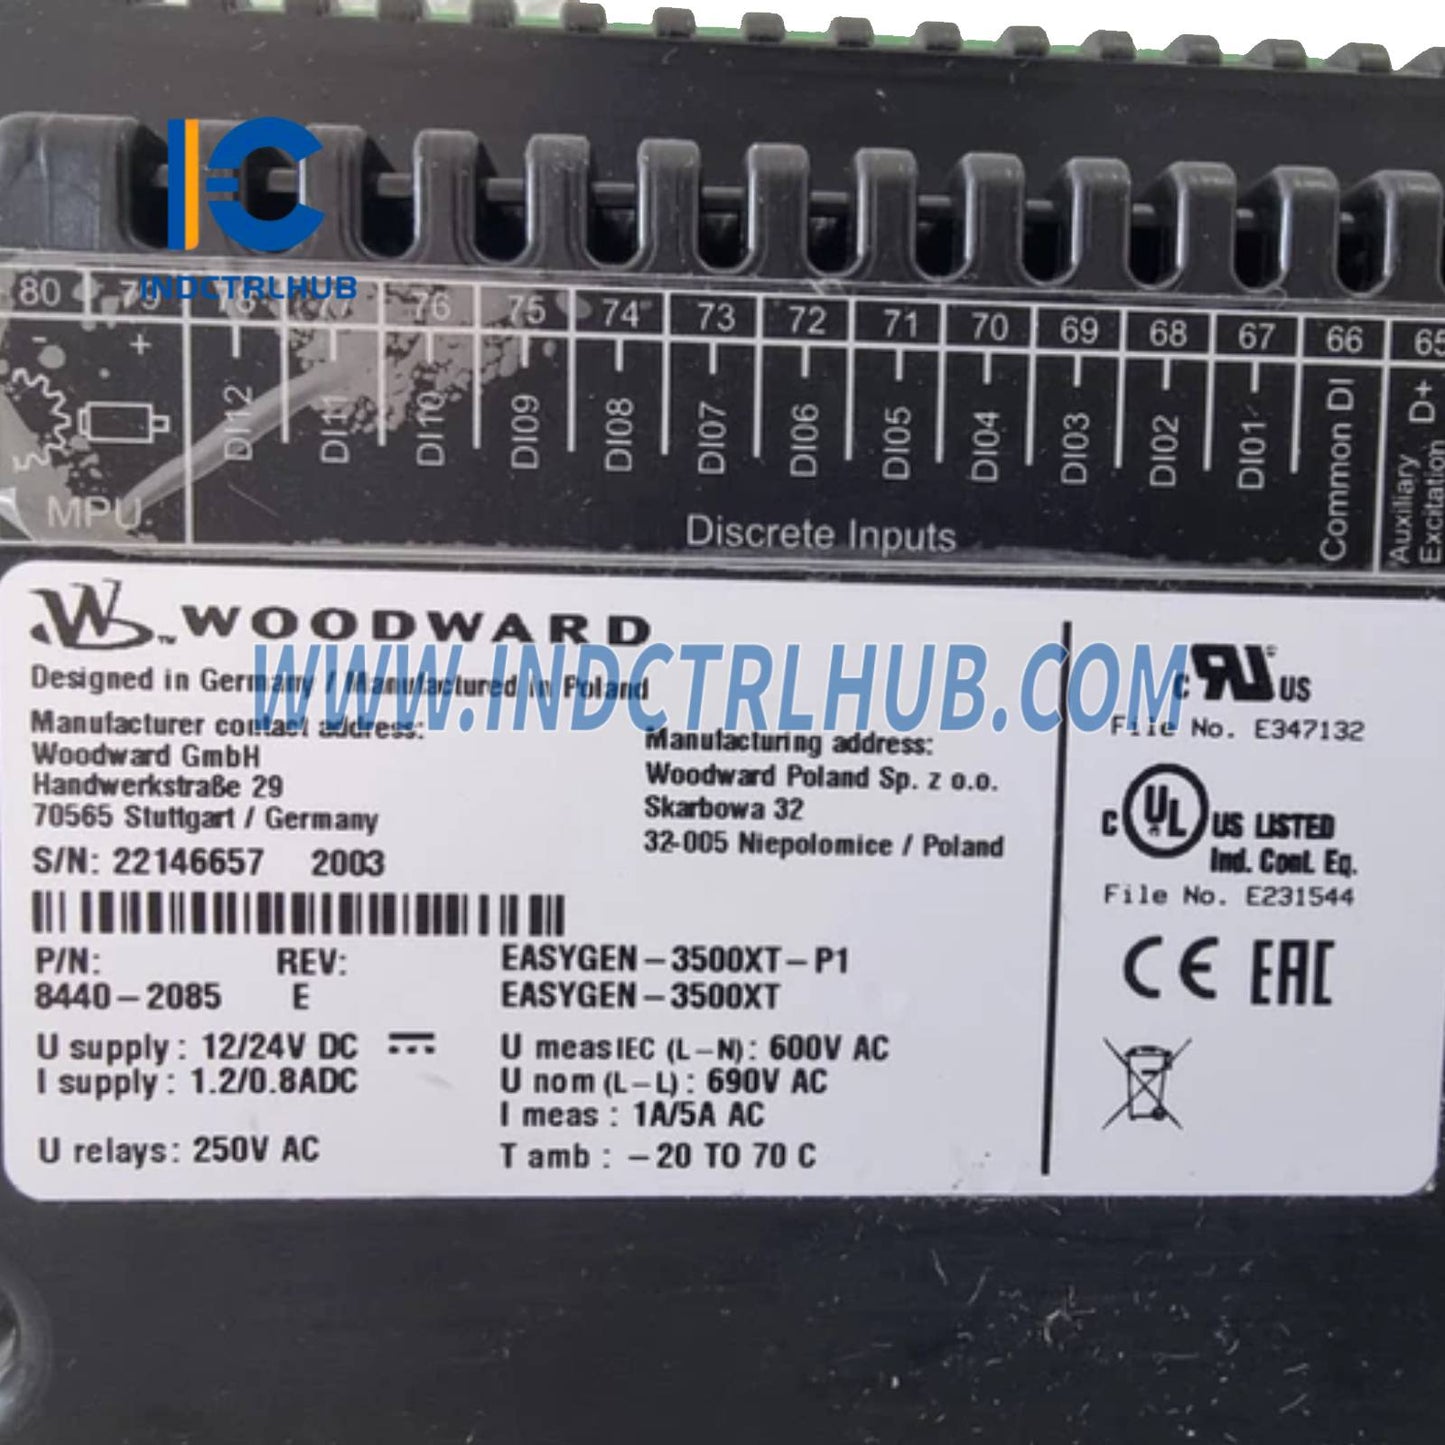 INDCTRLHUB
80 79 78 77 76 75 74 73 72 71 70 69 68 67 66 65
- +
MPU
DI12 DI11 DI10 DI09 DI08 DI07 DI06 DI05 DI04 DI03 DI02 DI01 Common DI
Auxiliary
Excitation D+
Discrete Inputs
WOODWARD
WWW.INDCTRLHUB.COM
Designed in Germany / Manufactured in Poland
Manufacturer contact address:
Woodward GmbH
Handwerkstraße 29
70565 Stuttgart / Germany
Manufacturing address:
Woodward Poland Sp. z o.o.
Skarbowa 32
32-005 Niepolomice / Poland
S/N: 22146657 2003
P/N: REV: EASYGEN-3500XT-P1
8440-2085 E EASYGEN-3500XT
U supply: 12/24V DC
I supply: 1.2/0.8ADC
U relays: 250V AC
U measIEC (L-N): 600V AC
U nom (L-L): 690V AC
I meas : 1A/5A AC
T amb : -20 TO 70 C
C RU US
File No. E347132
C UL US LISTED
Ind. Cont. Eq.
File No. E231544
CE EAC